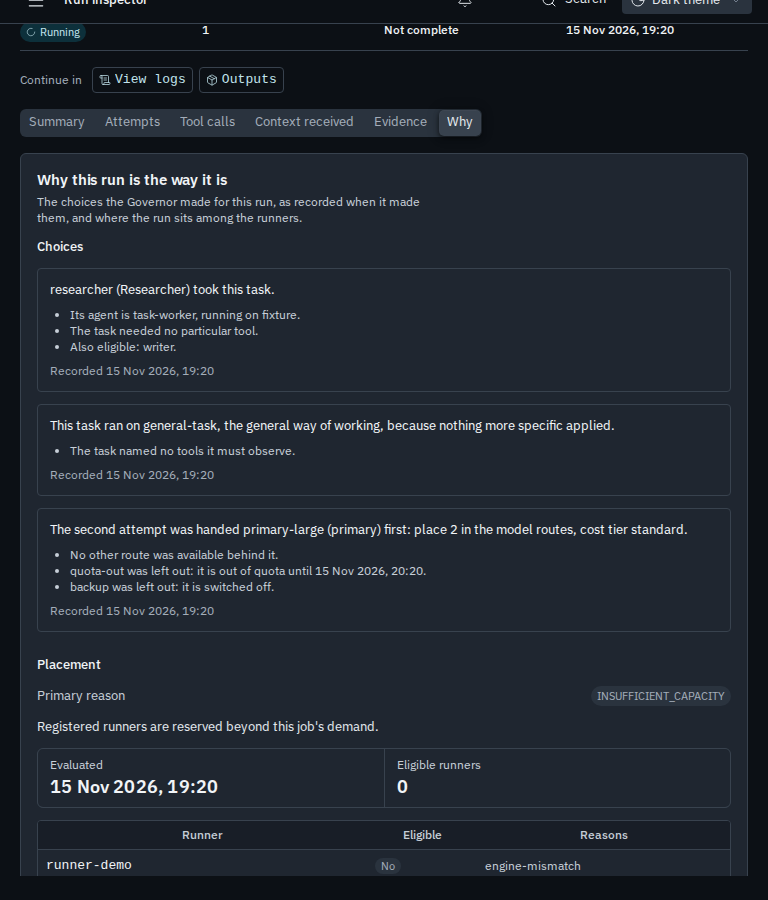 Run Inspector
Search
Dark theme
Running
1
Not complete
15 Nov 2026, 19:20
Continue in
View logs
Outputs
Summary
Attempts
Tool calls
Context received
Evidence
Why
Why this run is the way it is
The choices the Governor made for this run, as recorded when it made
them, and where the run sits among the runners.
Choices
researcher (Researcher) took this task.
Its agent is task-worker, running on fixture.
The task needed no particular tool.
Also eligible: writer.
Recorded 15 Nov 2026, 19:20
This task ran on general-task, the general way of working, because nothing more specific applied.
The task named no tools it must observe.
Recorded 15 Nov 2026, 19:20
The second attempt was handed primary-large (primary) first: place 2 in the model routes, cost tier standard.
No other route was available behind it.
quota-out was left out: it is out of quota until 15 Nov 2026, 20:20.
backup was left out: it is switched off.
Recorded 15 Nov 2026, 19:20
Placement
Primary reason
INSUFFICIENT_CAPACITY
Registered runners are reserved beyond this job's demand.
Evaluated
15 Nov 2026, 19:20
Eligible runners
0
Runner
Eligible
Reasons
runner-demo
No
engine-mismatch